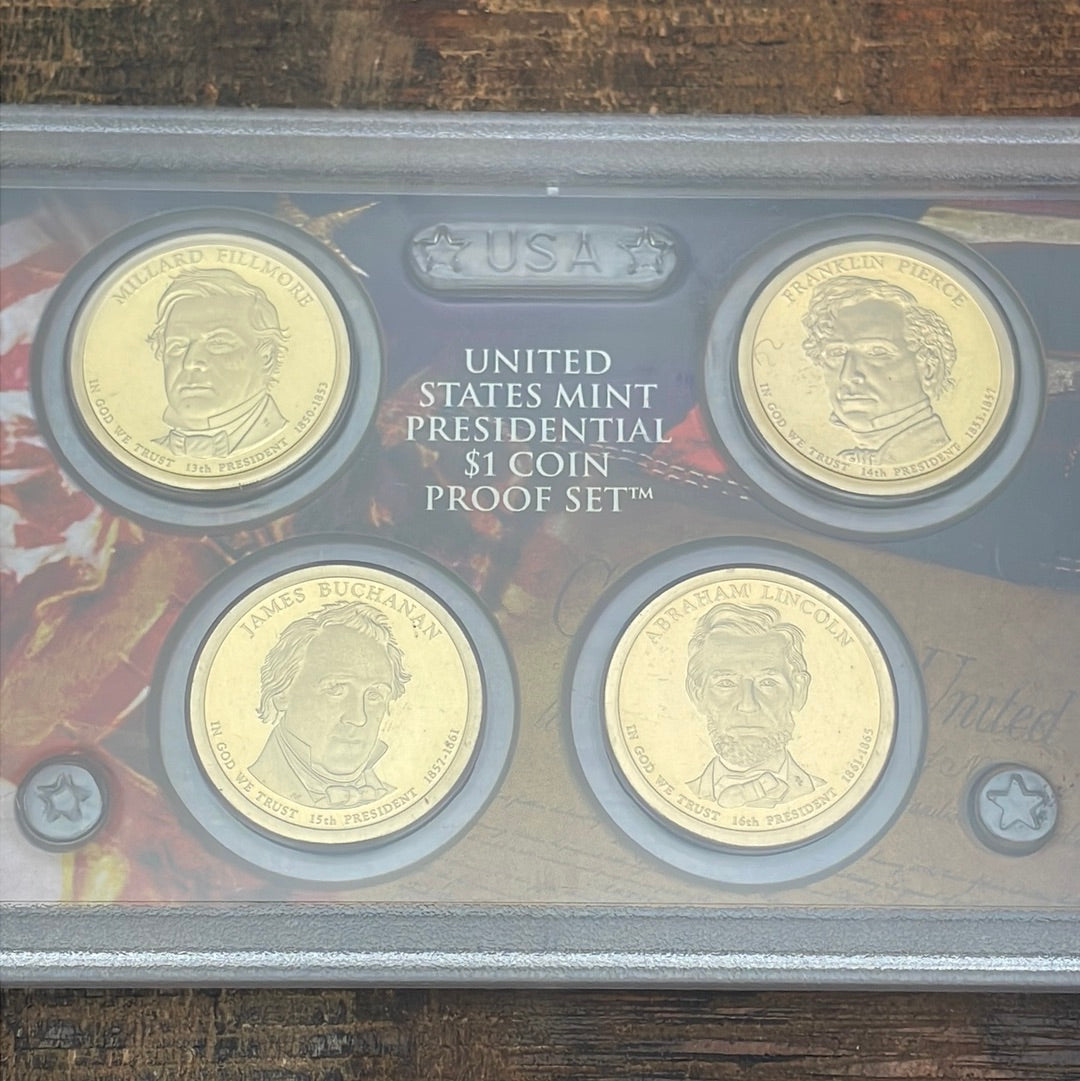 USA
UNITED
STATES MINT
PRESIDENTIAL
$1 COIN
PROOF SET™
MILLARD FILLMORE
IN GOD WE TRUST 13th PRESIDENT 1850-1853
FRANKLIN PIERCE
IN GOD WE TRUST 14th PRESIDENT 1853-1857
JAMES BUCHANAN
IN GOD WE TRUST 15th PRESIDENT 1857-1861
ABRAHAM LINCOLN
IN GOD WE TRUST 16th PRESIDENT 1861-1865
United